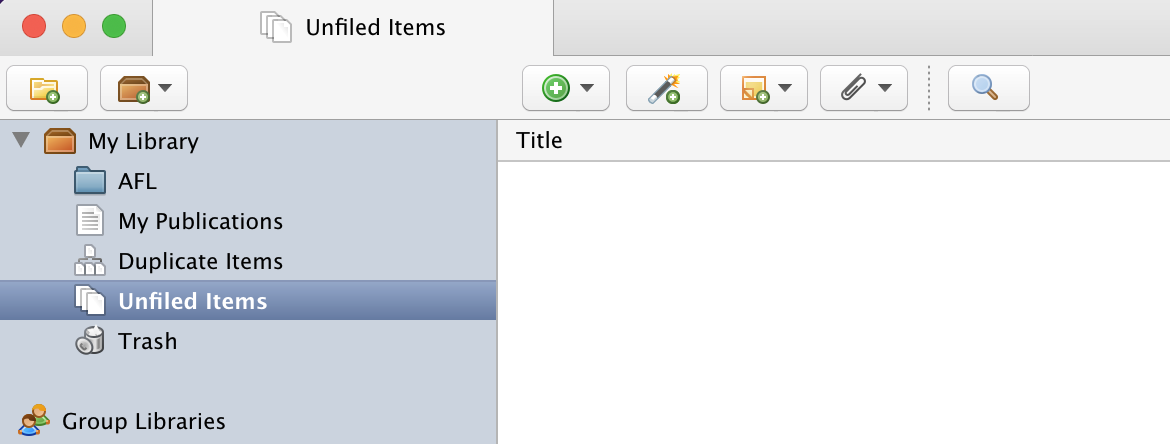 Unfiled Items
My Library
Title
AFL
My Publications
Duplicate Items
Unfiled Items
Trash
Group Libraries